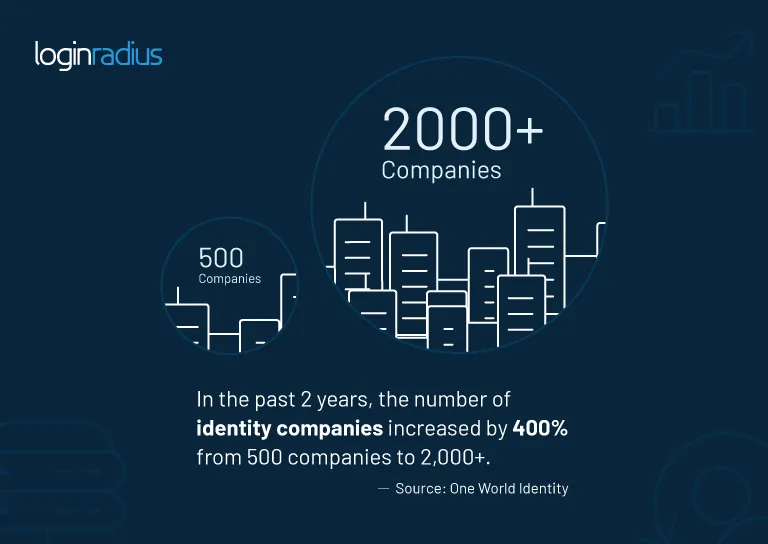 loginradius
2000+
Companies
500
Companies
In the past 2 years, the number of
identity companies increased by 400%
from 500 companies to 2,000+.
— Source: One World Identity